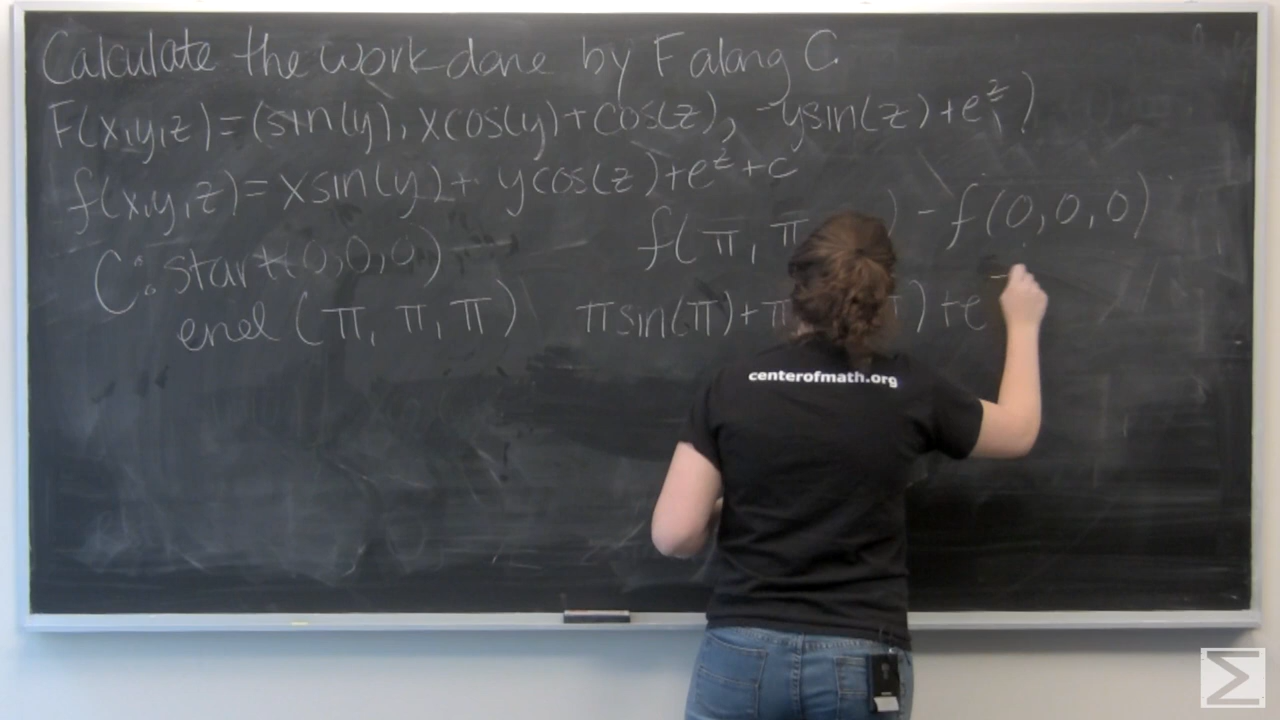 Calculate the work done by F along C.
F(x,y,z)=(sin(y), xcos(y)+cos(z), -ysin(z)+e^z)
f(x,y,z)=xsin(y)+ ycos(z)+e^z+c
C: start(0,0,0)
end (π, π, π)
f(π, π ) - f(0,0,0)
πsin(π)+π π)+e -
centerofmath.org
Σ